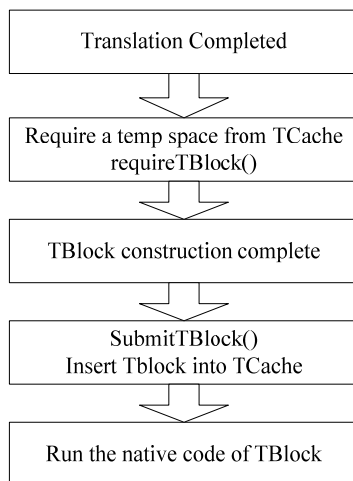 Translation Completed
Require a temp space from TCache
requireTBlock()
TBlock construction complete
SubmitTBlock()
Insert Tblock into TCache
Run the native code of TBlock